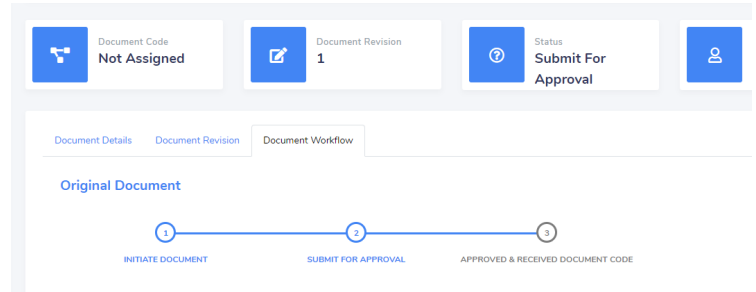 Document Code
Not Assigned
Document Revision
1
Status
Submit For
Approval
Document Details
Document Revision
Document Workflow
Original Document
1
2
3
INITIATE DOCUMENT
SUBMIT FOR APPROVAL
APPROVED & RECEIVED DOCUMENT CODE